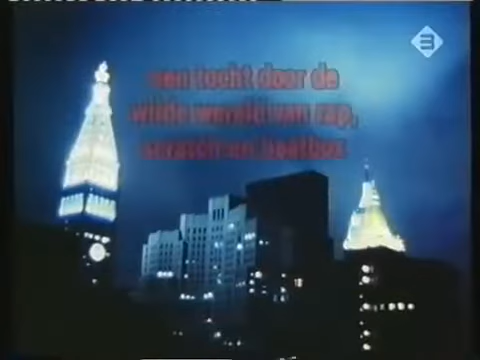 een tocht door de
wilde wereld van rap,
scratch en beatbox
3